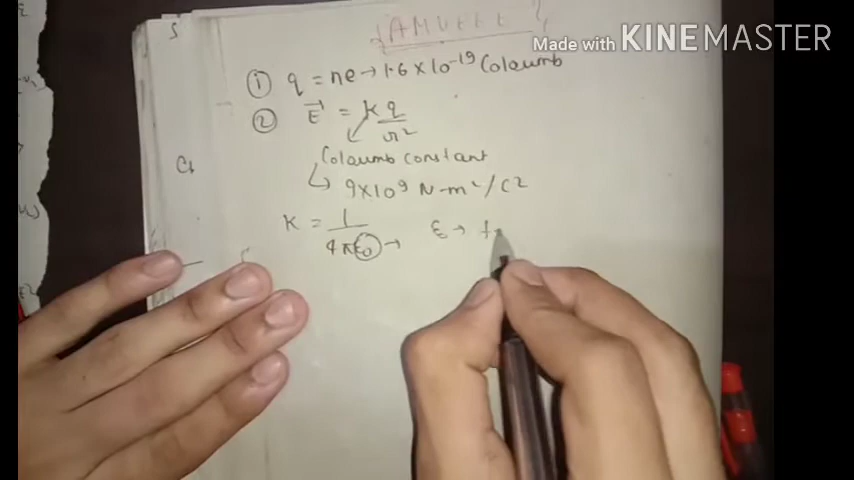 {AMUEEE}
Made with KINEMASTER
① q = ne → 1.6 × 10⁻¹⁹ Coloumb
② E⃗ = kq/r²
Coloumb constant
↳ 9×10⁹ N-m²/C2
K = 1/4πε₀ → ε →